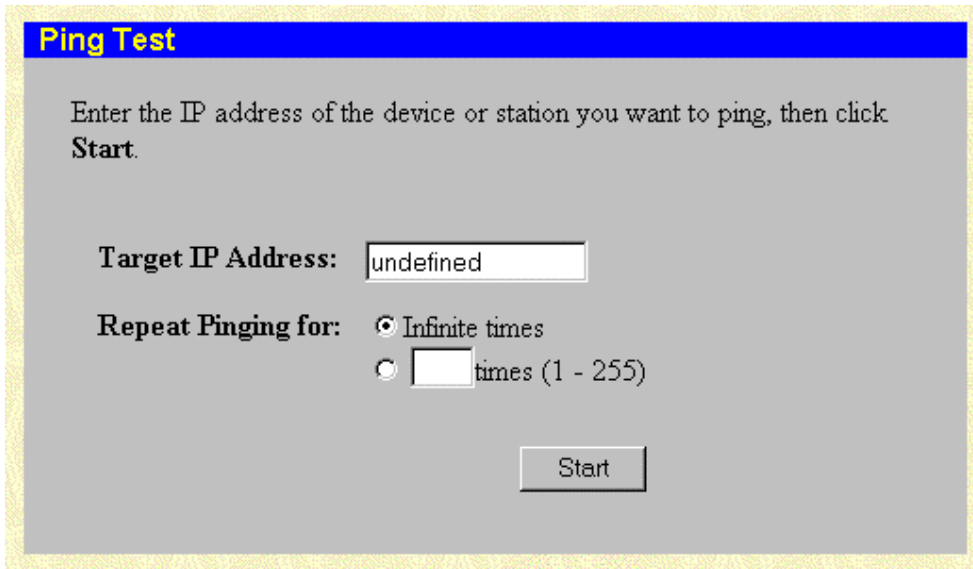 Ping Test
Enter the IP address of the device or station you want to ping, then click
Start.
Target IP Address: undefined
Repeat Pinging for: Infinite times
times (1 - 255)
Start